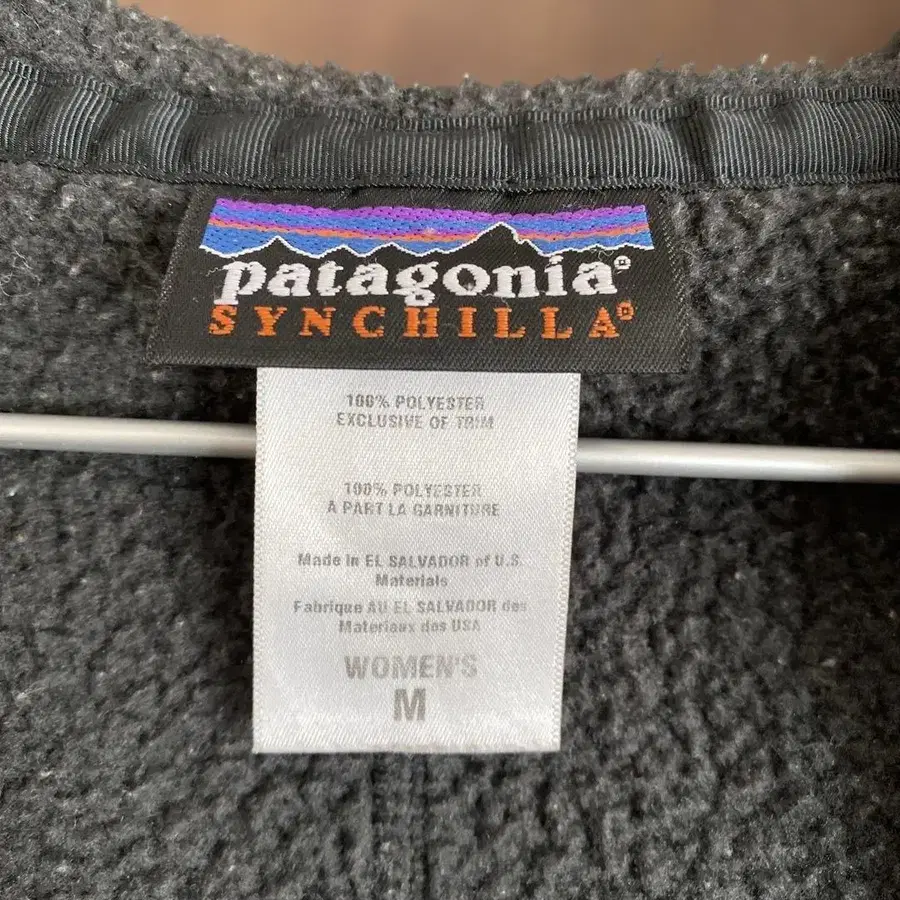 patagonia®
SYNCHILLA®
100% POLYESTER
EXCLUSIVE OF TRIM
100% POLYESTER
A PART LA GARNITURE
Made in EL SALVADOR of U.S.
Materials
Fabrique AU EL SALVADOR des
Materiaux des USA
WOMEN'S
M